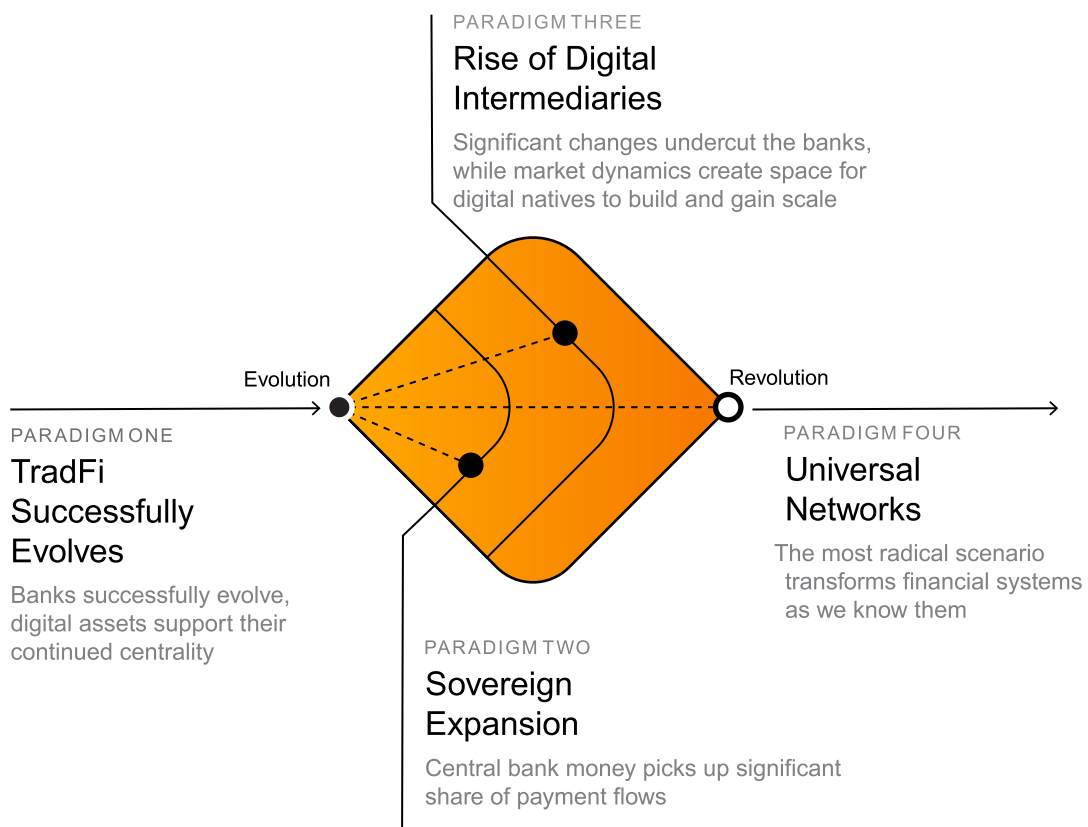 PARADIGM THREE
Rise of Digital
Intermediaries
Significant changes undercut the banks,
while market dynamics create space for
digital natives to build and gain scale
Evolution
Revolution
PARADIGM ONE
TradFi
Successfully
Evolves
Banks successfully evolve,
digital assets support their
continued centrality
PARADIGM FOUR
Universal
Networks
The most radical scenario
transforms financial systems
as we know them
PARADIGM TWO
Sovereign
Expansion
Central bank money picks up significant
share of payment flows